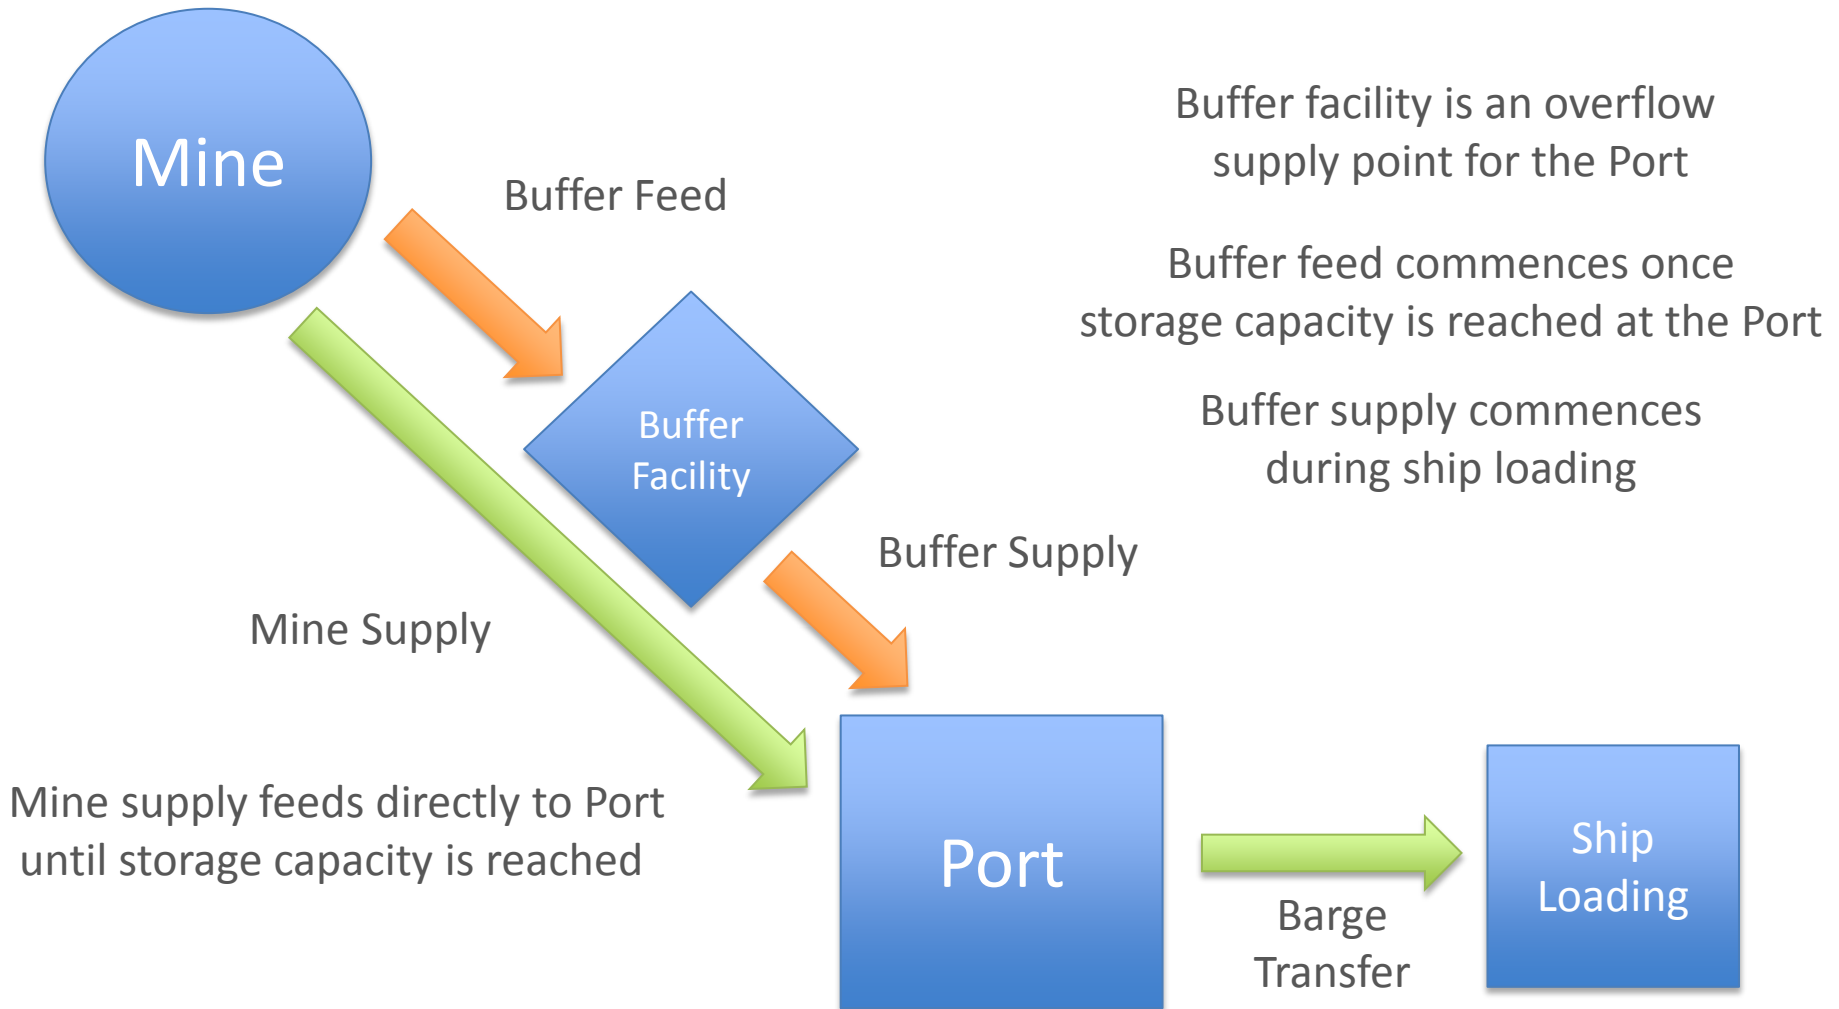 Mine
Buffer Feed
Buffer facility is an overflow
supply point for the Port
Buffer feed commences once
storage capacity is reached at the Port
Buffer supply commences
during ship loading
Buffer
Facility
Buffer Supply
Mine Supply
Mine supply feeds directly to Port
until storage capacity is reached
Port
Barge
Transfer
Ship
Loading